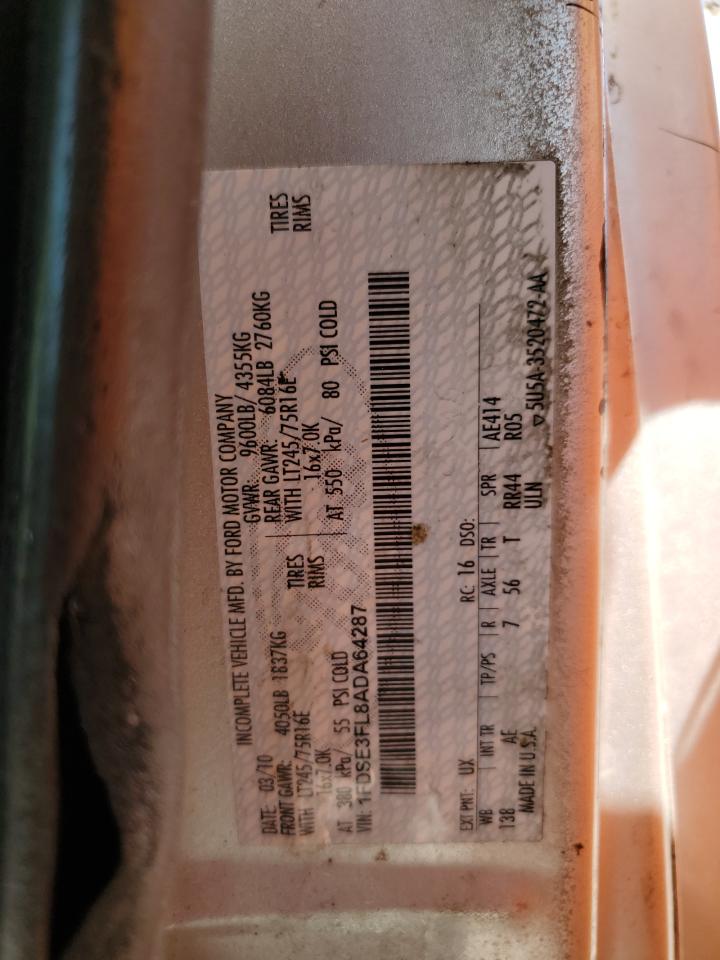 INCOMPLETE VEHICLE MFD. BY FORD MOTOR COMPANY
DATE: 03/10 GVWR: 9600LB/ 4355KG
FRONT GAWR: 4050LB 1837KG REAR GAWR: 6084LB 2760KG
WITH LT245/75R16E TIRES WITH LT245/75R16E TIRES
16x7.0K RIMS 16x7.0K RIMS
AT 380 kPa/ 55 PSI COLD AT 550 kPa/ 80 PSI COLD
VIN: 1FDSE3FL8ADA64287
EXT PNT: UX RC: 16 DSO:
WB INT TR TP/PS R AXLE TR SPR AE414
138 AE 7 56 T RR44 R05
MADE IN U.S.A. ULN
▽5U5A-3520472-AA